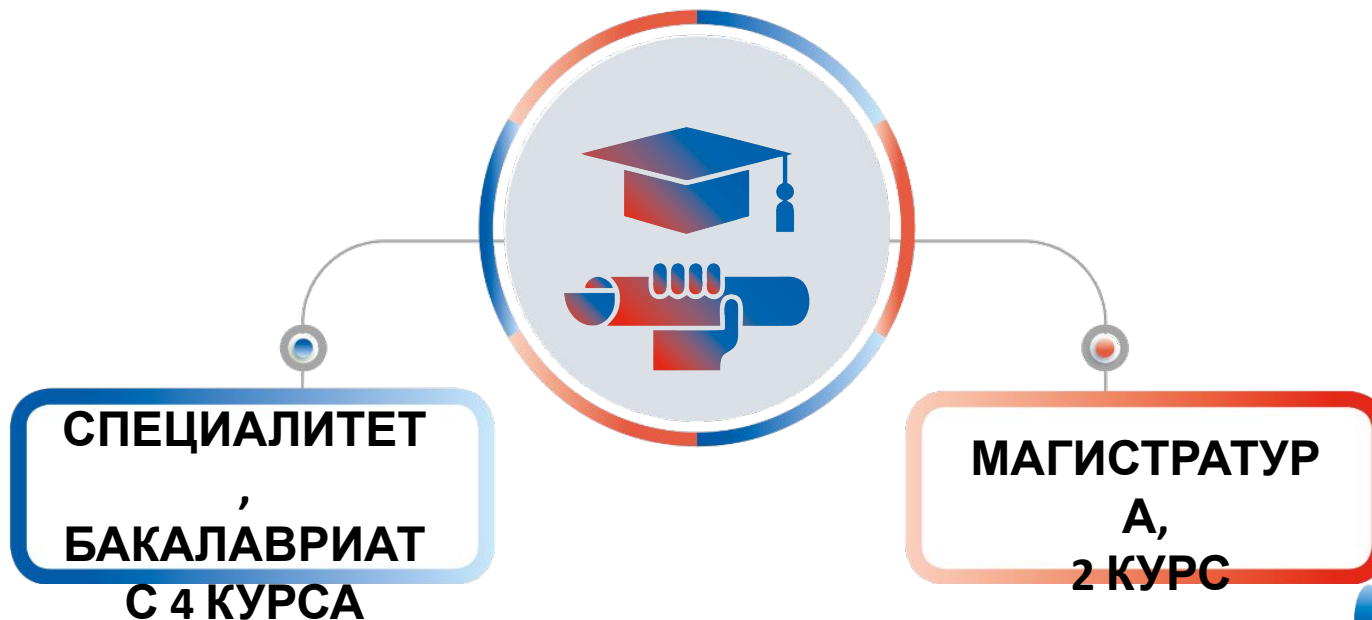 СПЕЦИАЛИТЕТ
,
БАКАЛАВРИАТ
С 4 КУРСА
МАГИСТРАТУР
А,
2 КУРС